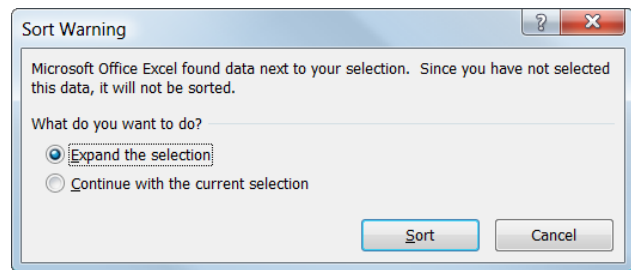 Sort Warning
?
X
Microsoft Office Excel found data next to your selection.  Since you have not selected
this data, it will not be sorted.
What do you want to do?
Expand the selection
Continue with the current selection
Sort
Cancel